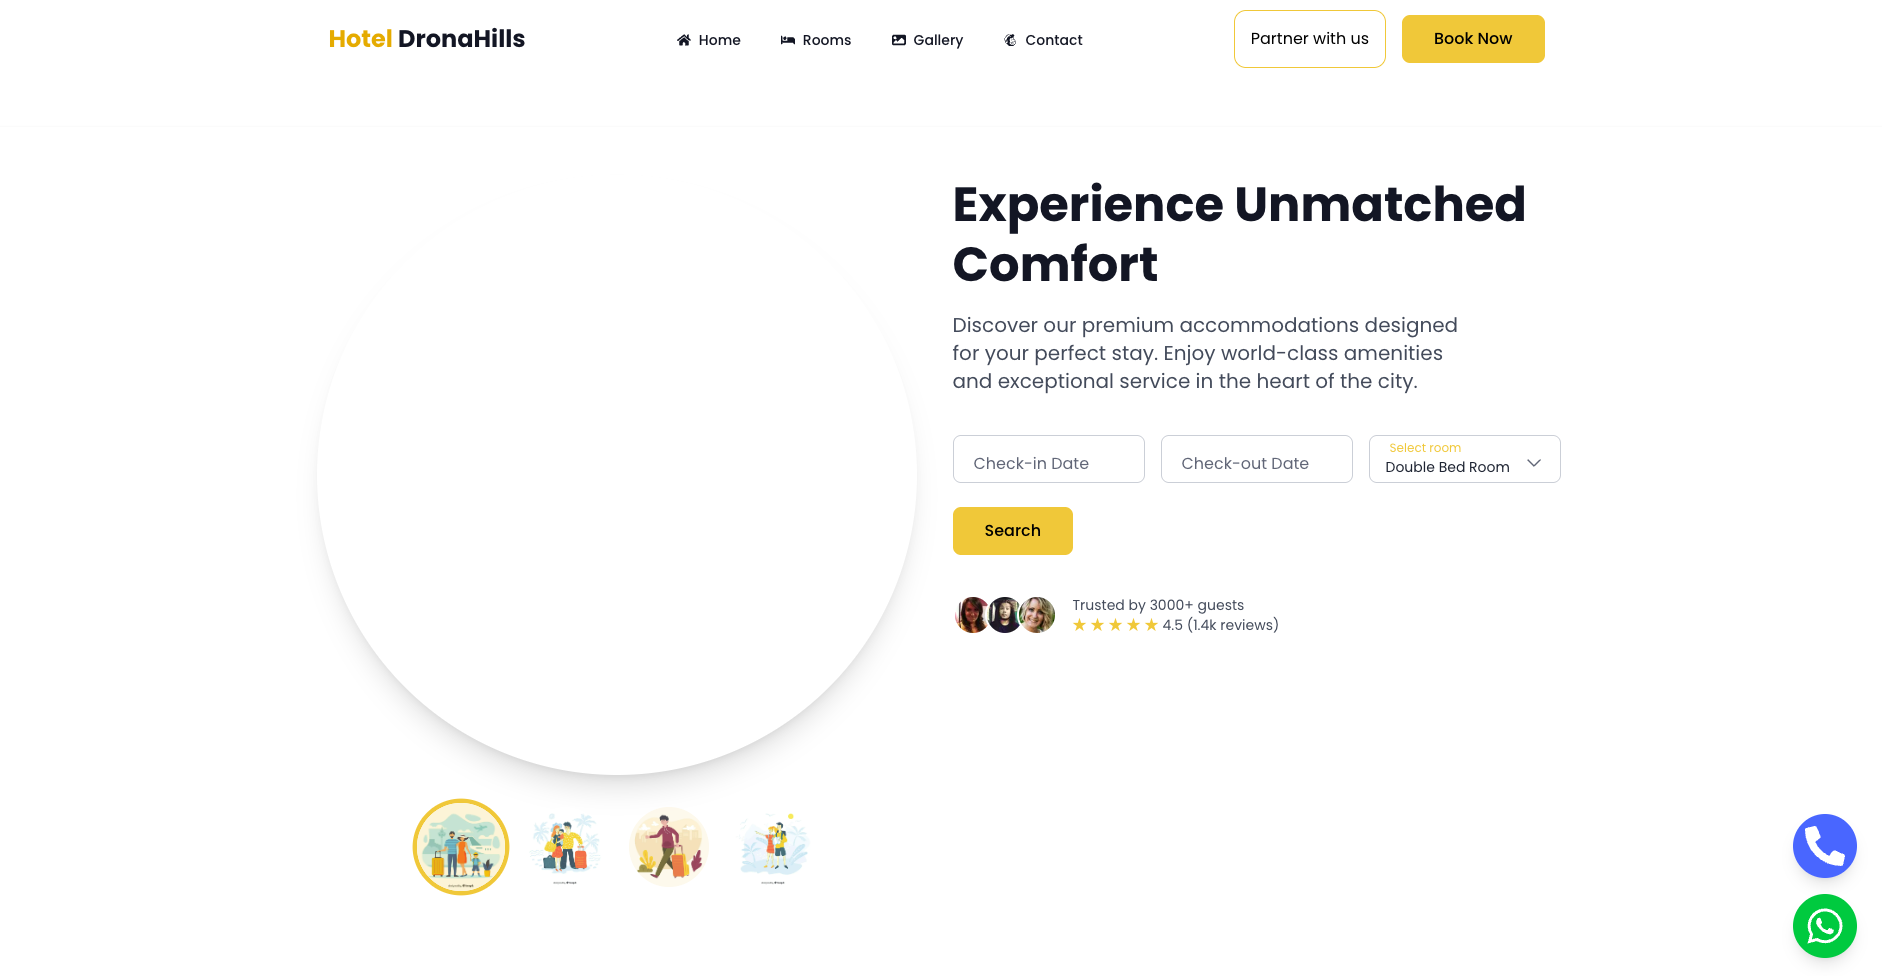 Hotel DronaHills
Home
Rooms
Gallery
Contact
Partner with us
Book Now
Experience Unmatched
Comfort
Discover our premium accommodations designed
for your perfect stay. Enjoy world-class amenities
and exceptional service in the heart of the city.
Check-in Date
Check-out Date
Select room
Double Bed Room
Search
Trusted by 3000+ guests
★ ★ ★ ★ ★ 4.5 (1.4k reviews)